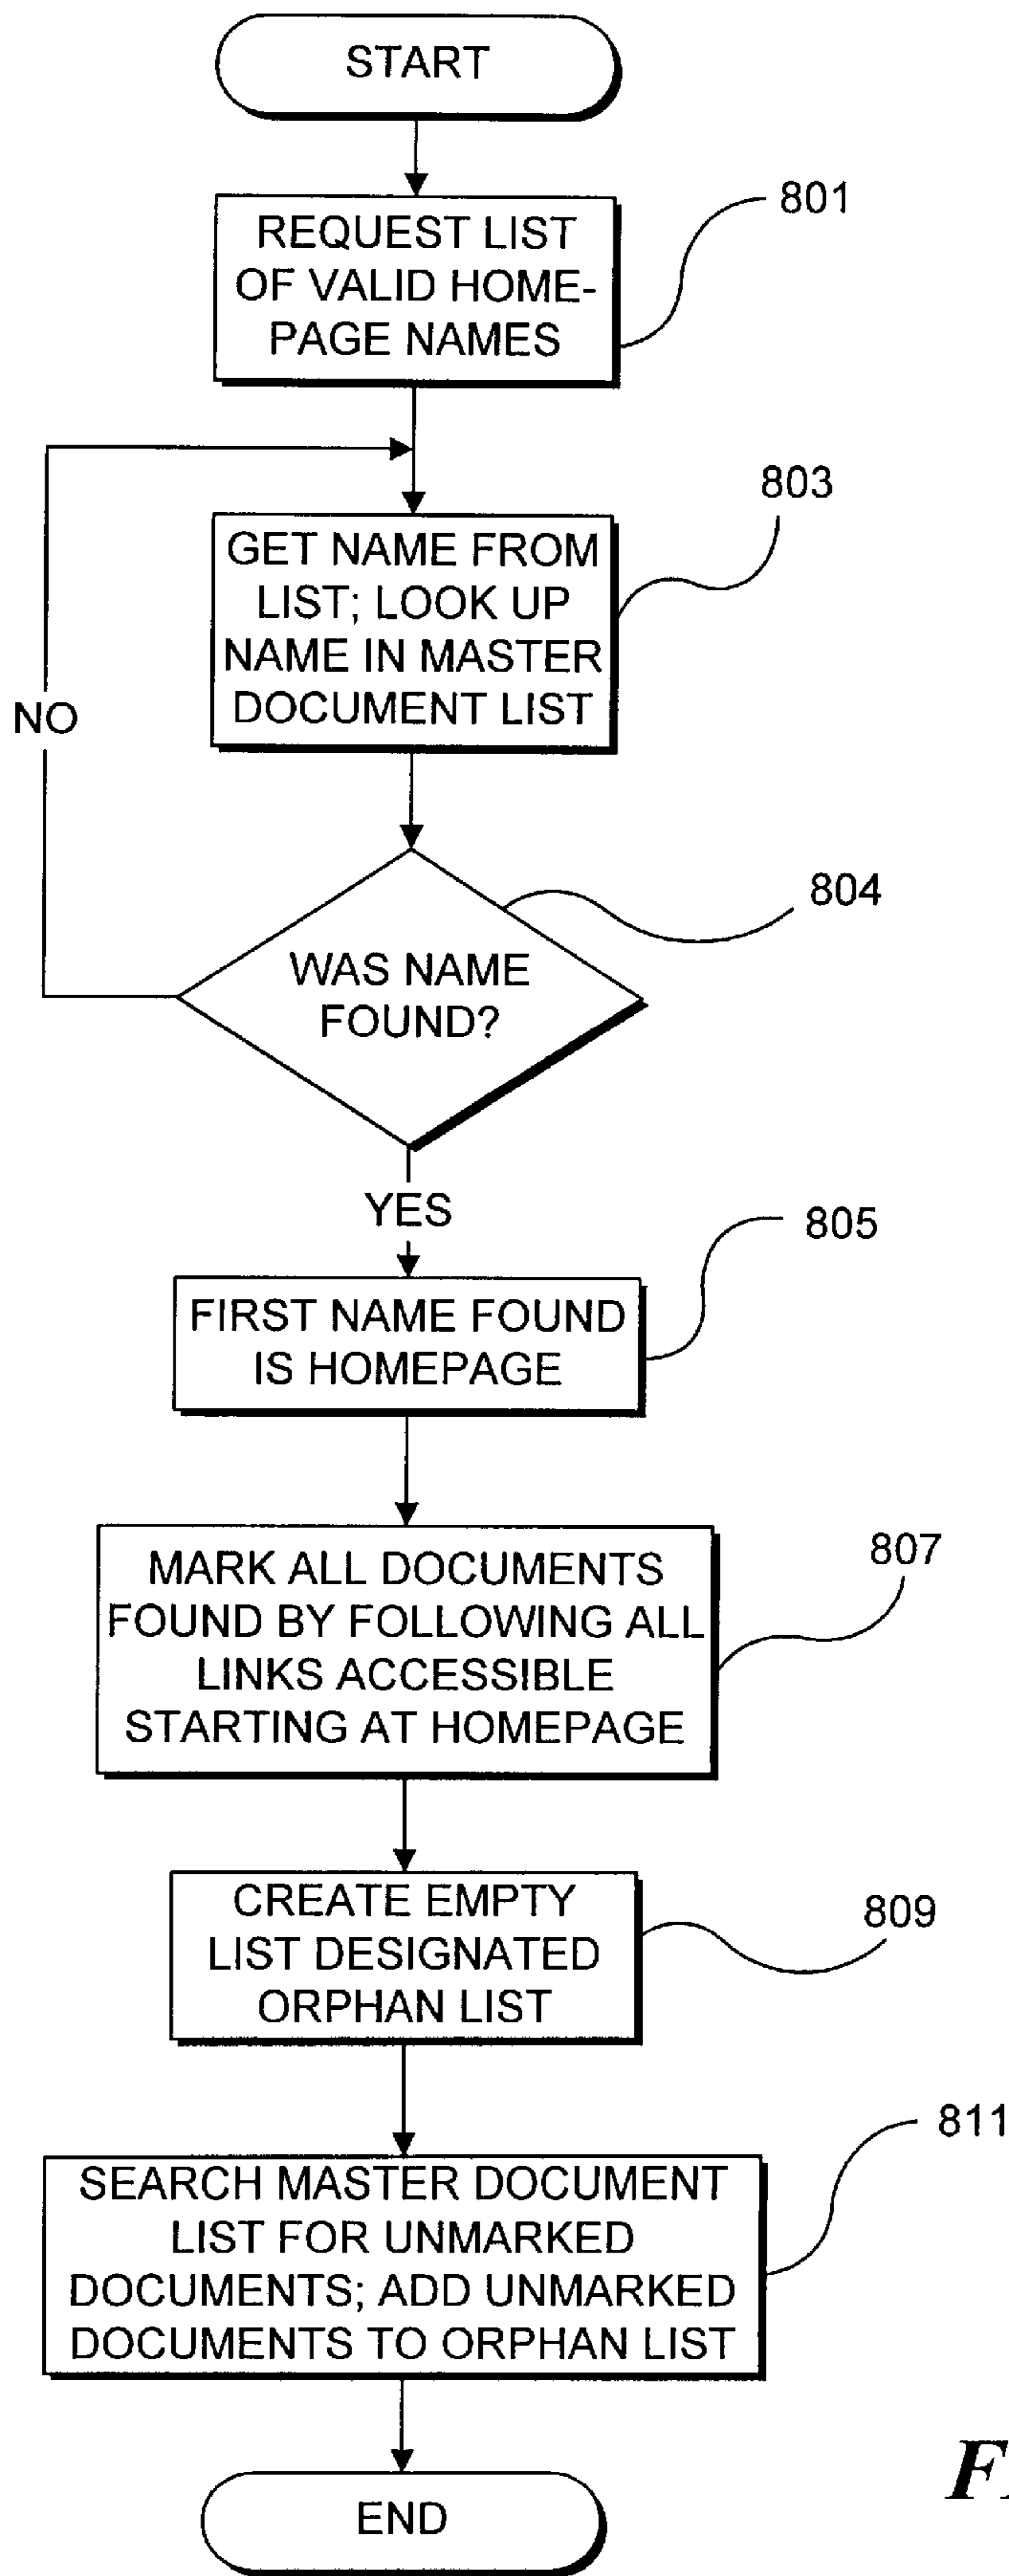 START
801
REQUEST LIST
OF VALID HOME-
PAGE NAMES
803
GET NAME FROM
LIST; LOOK UP
NAME IN MASTER
DOCUMENT LIST
NO
804
WAS NAME
FOUND?
YES
805
FIRST NAME FOUND
IS HOMEPAGE
807
MARK ALL DOCUMENTS
FOUND BY FOLLOWING ALL
LINKS ACCESSIBLE
STARTING AT HOMEPAGE
809
CREATE EMPTY
LIST DESIGNATED
ORPHAN LIST
811
SEARCH MASTER DOCUMENT
LIST FOR UNMARKED
DOCUMENTS; ADD UNMARKED
DOCUMENTS TO ORPHAN LIST
END